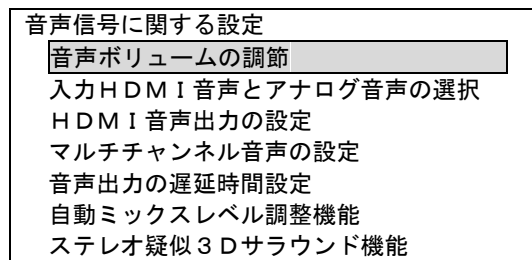 音声信号に関する設定
音声ボリュームの調節
入力ＨＤＭＩ音声とアナログ音声の選択
ＨＤＭＩ音声出力の設定
マルチチャンネル音声の設定
音声出力の遅延時間設定
自動ミックスレベル調整機能
ステレオ疑似３Ｄサラウンド機能